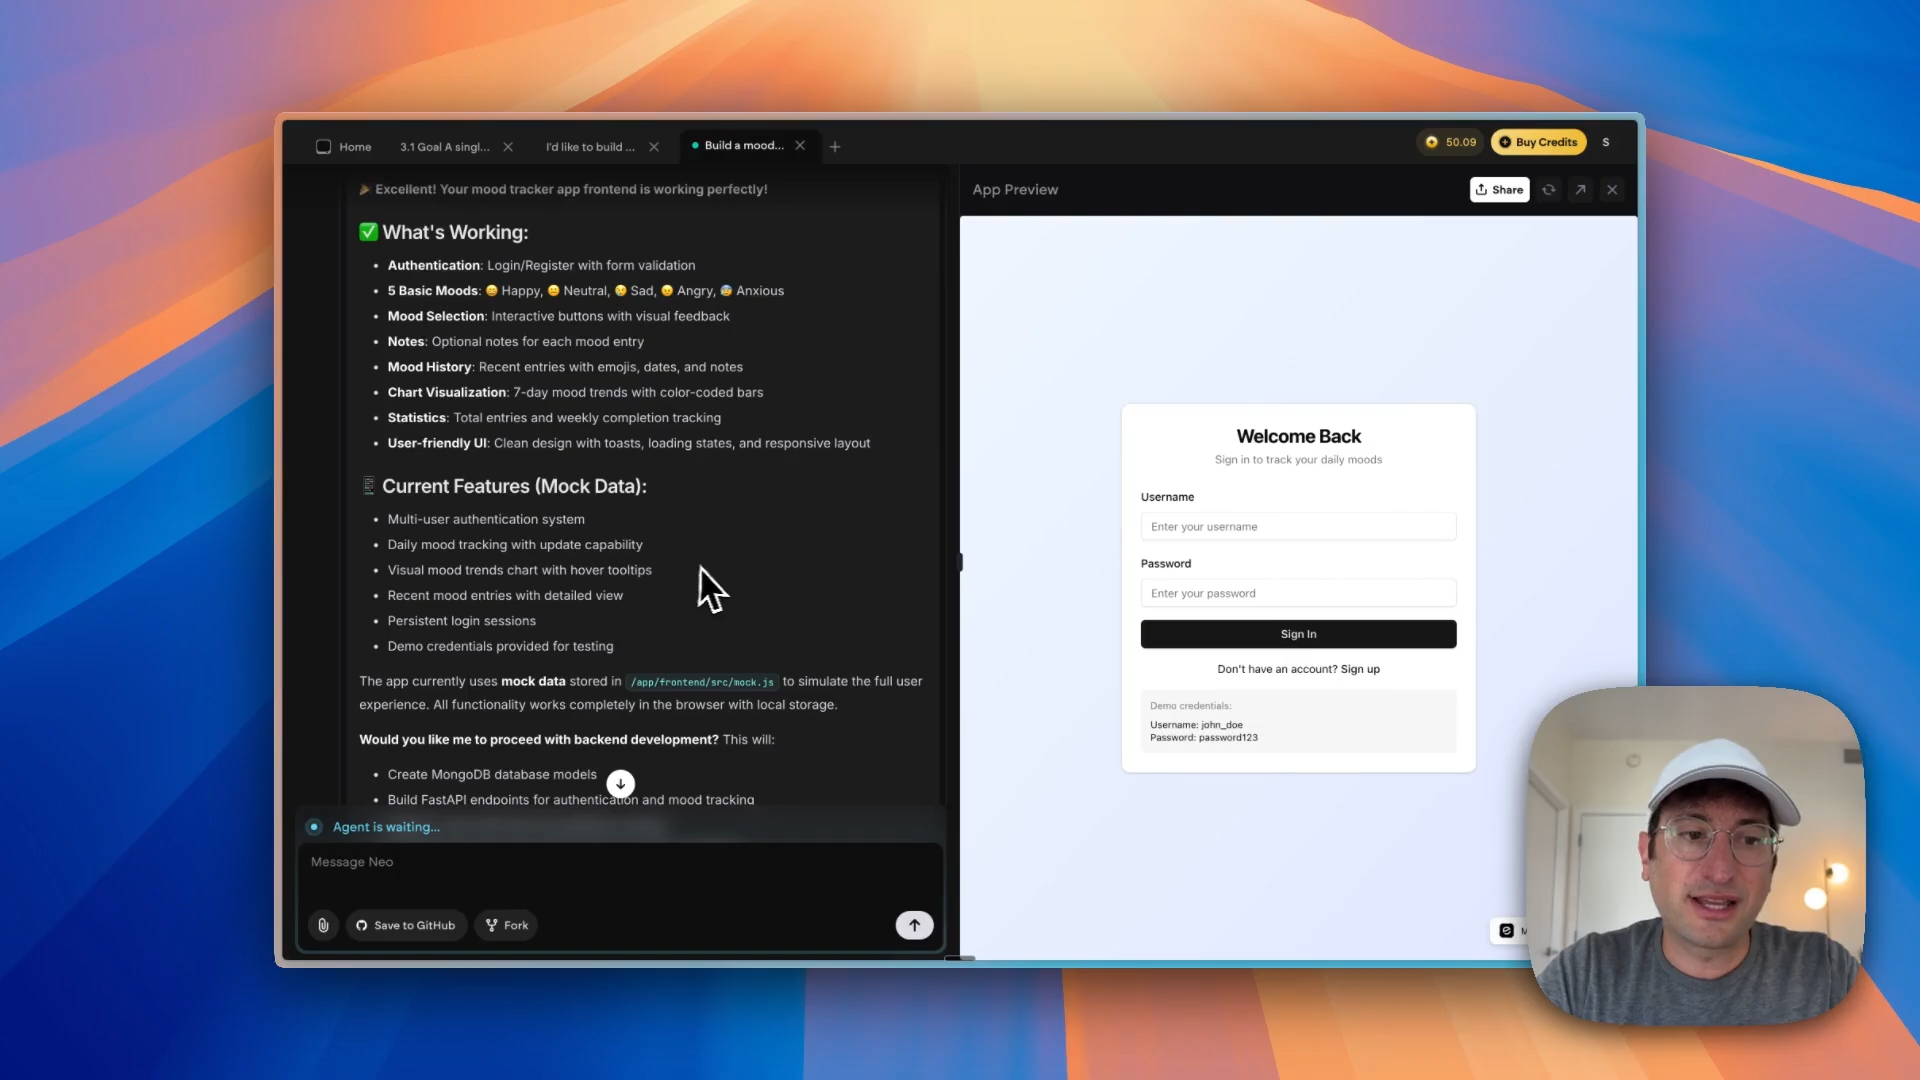 Home
3.1 Goal A singl...
I'd like to build ...
Build a mood...
50.09
Buy Credits
S
🎉 Excellent! Your mood tracker app frontend is working perfectly!
✅ What's Working:
• Authentication: Login/Register with form validation
• 5 Basic Moods: 😊 Happy, 😐 Neutral, 😢 Sad, 😠 Angry, 😰 Anxious
• Mood Selection: Interactive buttons with visual feedback
• Notes: Optional notes for each mood entry
• Mood History: Recent entries with emojis, dates, and notes
• Chart Visualization: 7-day mood trends with color-coded bars
• Statistics: Total entries and weekly completion tracking
• User-friendly UI: Clean design with toasts, loading states, and responsive layout
Current Features (Mock Data):
• Multi-user authentication system
• Daily mood tracking with update capability
• Visual mood trends chart with hover tooltips
• Recent mood entries with detailed view
• Persistent login sessions
• Demo credentials provided for testing
The app currently uses mock data stored in /app/frontend/src/mock.js to simulate the full user
experience. All functionality works completely in the browser with local storage.
Would you like me to proceed with backend development? This will:
• Create MongoDB database models
• Build FastAPI endpoints for authentication and mood tracking
Agent is waiting...
Message Neo
Save to GitHub
Fork
App Preview
Share
Welcome Back
Sign in to track your daily moods
Username
Enter your username
Password
Enter your password
Sign In
Don't have an account? Sign up
Demo credentials:
Username: john_doe
Password: password123